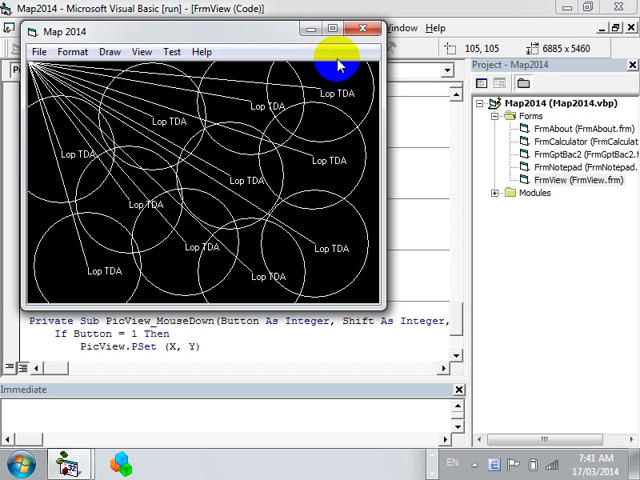 Map2014 - Microsoft Visual Basic [run] - [FrmView (Code)]
Window Help
105, 105
6885 x 5460
Map 2014
File Format Draw View Test Help
Lop TDA
Lop TDA
Lop TDA
Lop TDA
Lop TDA
Lop TDA
Lop TDA
Lop TDA
Lop TDA
Lop TDA
Lop TDA
Project - Map2014
Map2014 (Map2014.vbp)
Forms
FrmAbout (FrmAbout.frm)
FrmCalculator (FrmCalculat
FrmGptBac2 (FrmGptBac2.f
FrmNotepad (FrmNotepad.
FrmView (FrmView.frm)
Modules
Private Sub PicView_MouseDown(Button As Integer, Shift As Integer,
If Button = 1 Then
PicView.PSet (X, Y)
Immediate
EN
7:41 AM
17/03/2014